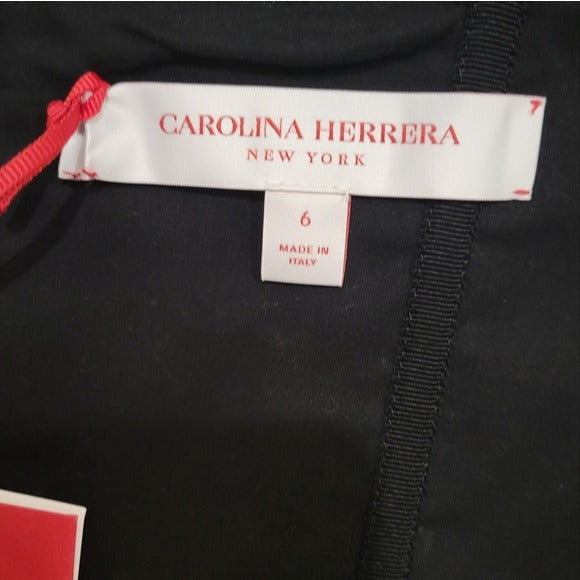 CAROLINA HERRERA
NEW YORK
6
MADE IN
ITALY